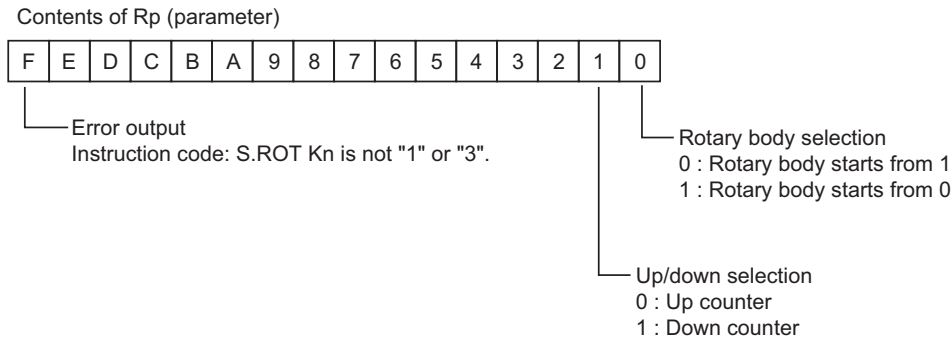 Contents of Rp (parameter)
F E D C B A 9 8 7 6 5 4 3 2 1 0
Error output
Instruction code: S.ROT Kn is not "1" or "3".
Rotary body selection
0 : Rotary body starts from 1
1 : Rotary body starts from 0
Up/down selection
0 : Up counter
1 : Down counter